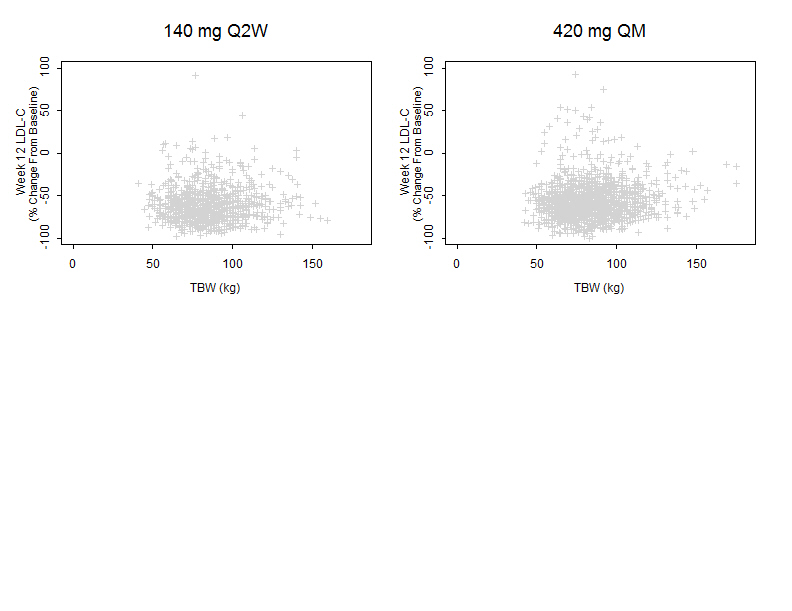 140 mg Q2W
Week 12 LDL-C
(% Change From Baseline)
100
50
0
-50
-100
0
50
100
150
TBW (kg)
420 mg QM
Week 12 LDL-C
(% Change From Baseline)
100
50
0
-50
-100
0
50
100
150
TBW (kg)